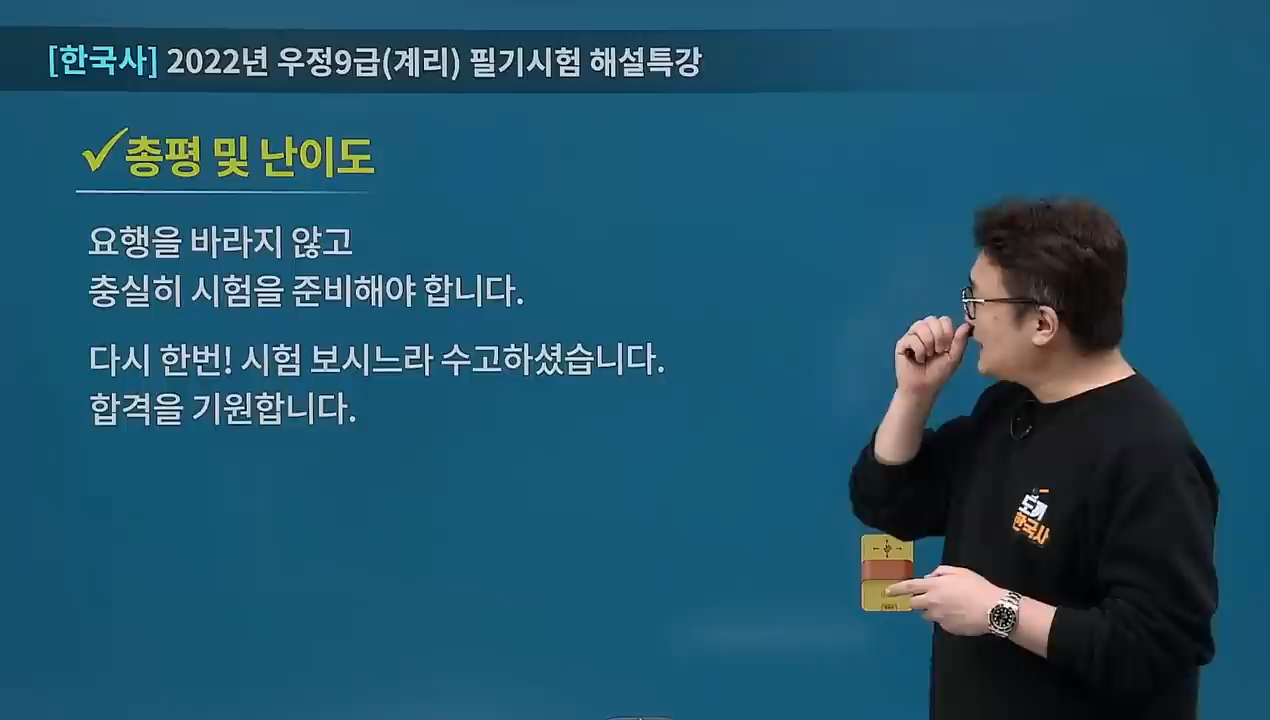 [한국사] 2022년 우정9급(계리) 필기시험 해설특강
✓총평 및 난이도
요행을 바라지 않고
충실히 시험을 준비해야 합니다.
다시 한번! 시험 보시느라 수고하셨습니다.
합격을 기원합니다.
도끼
한국사